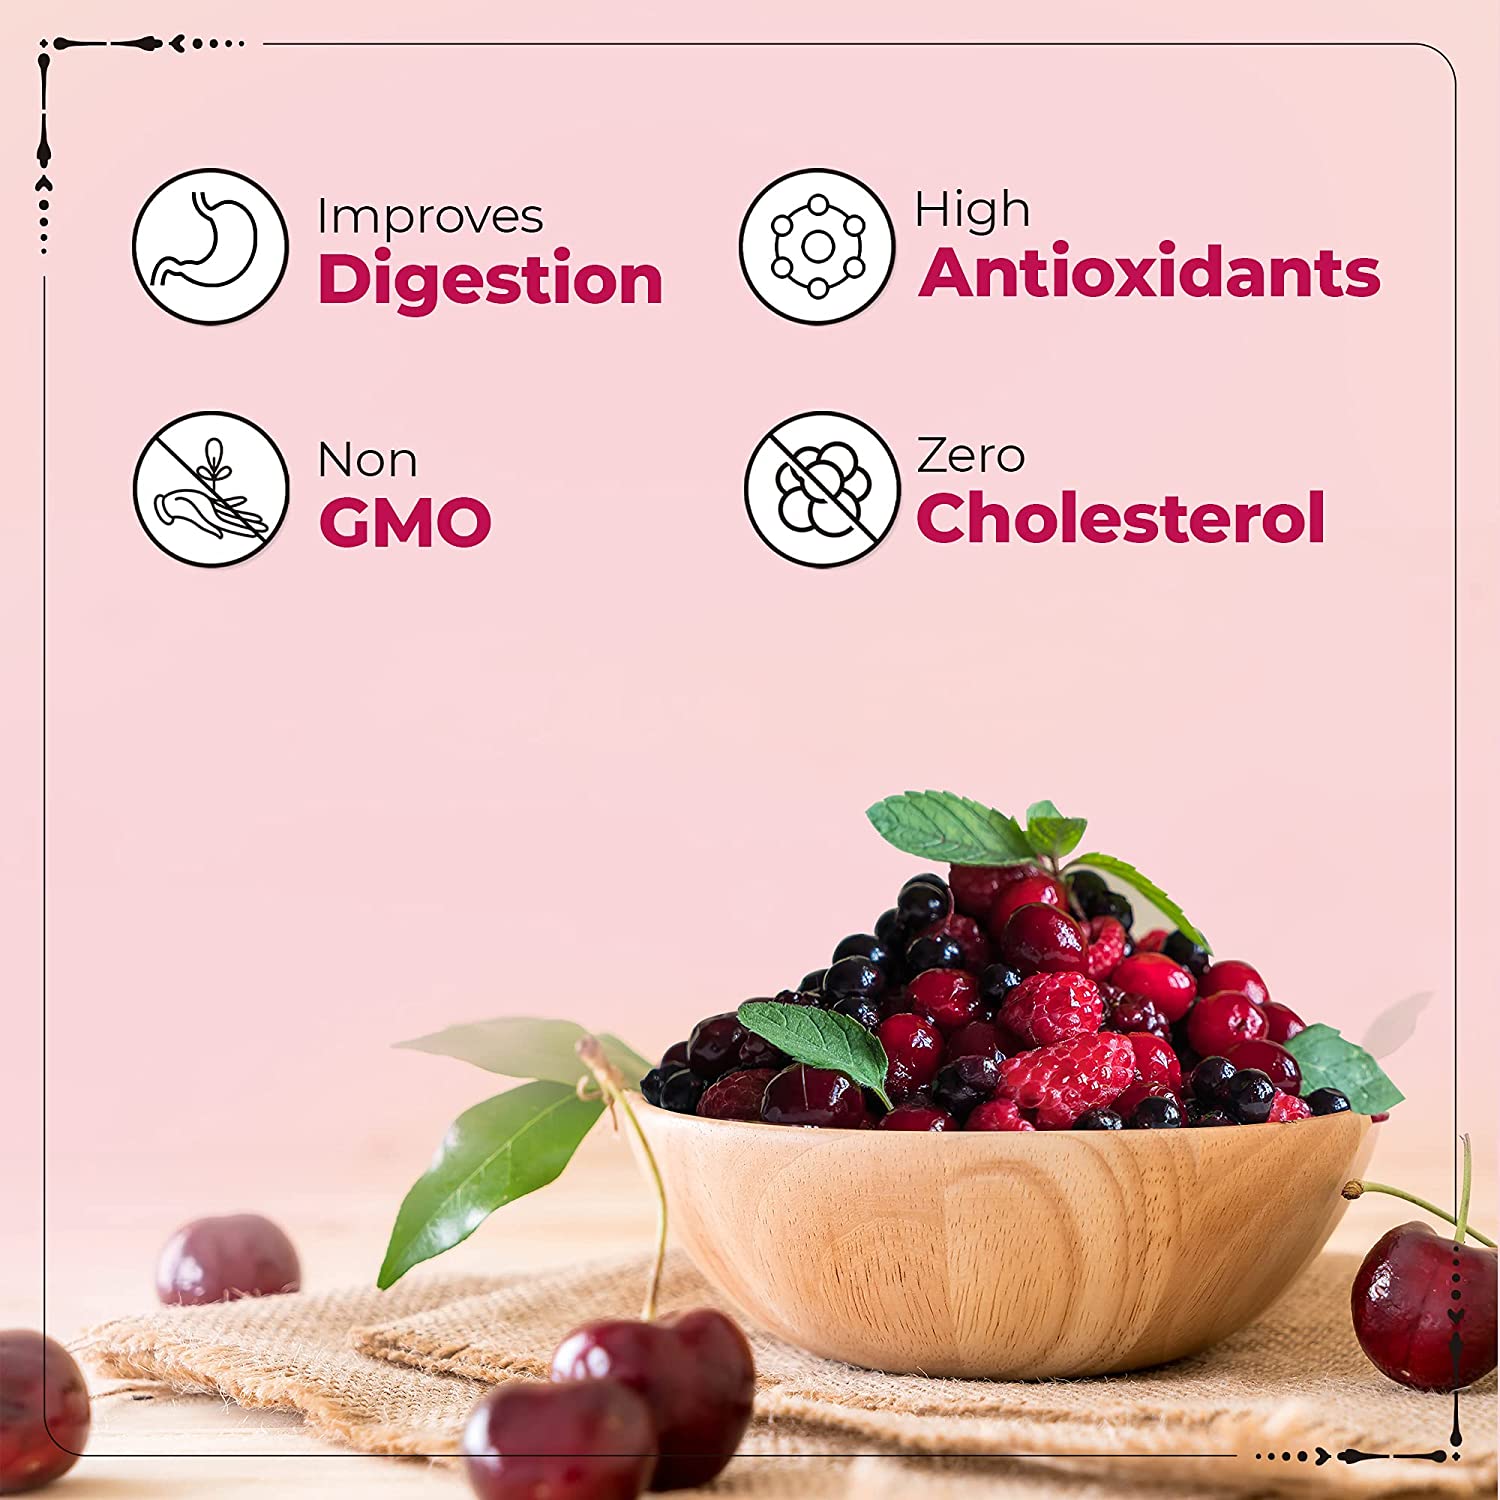 Improves
Digestion
High
Antioxidants
Non
GMO
Zero
Cholesterol